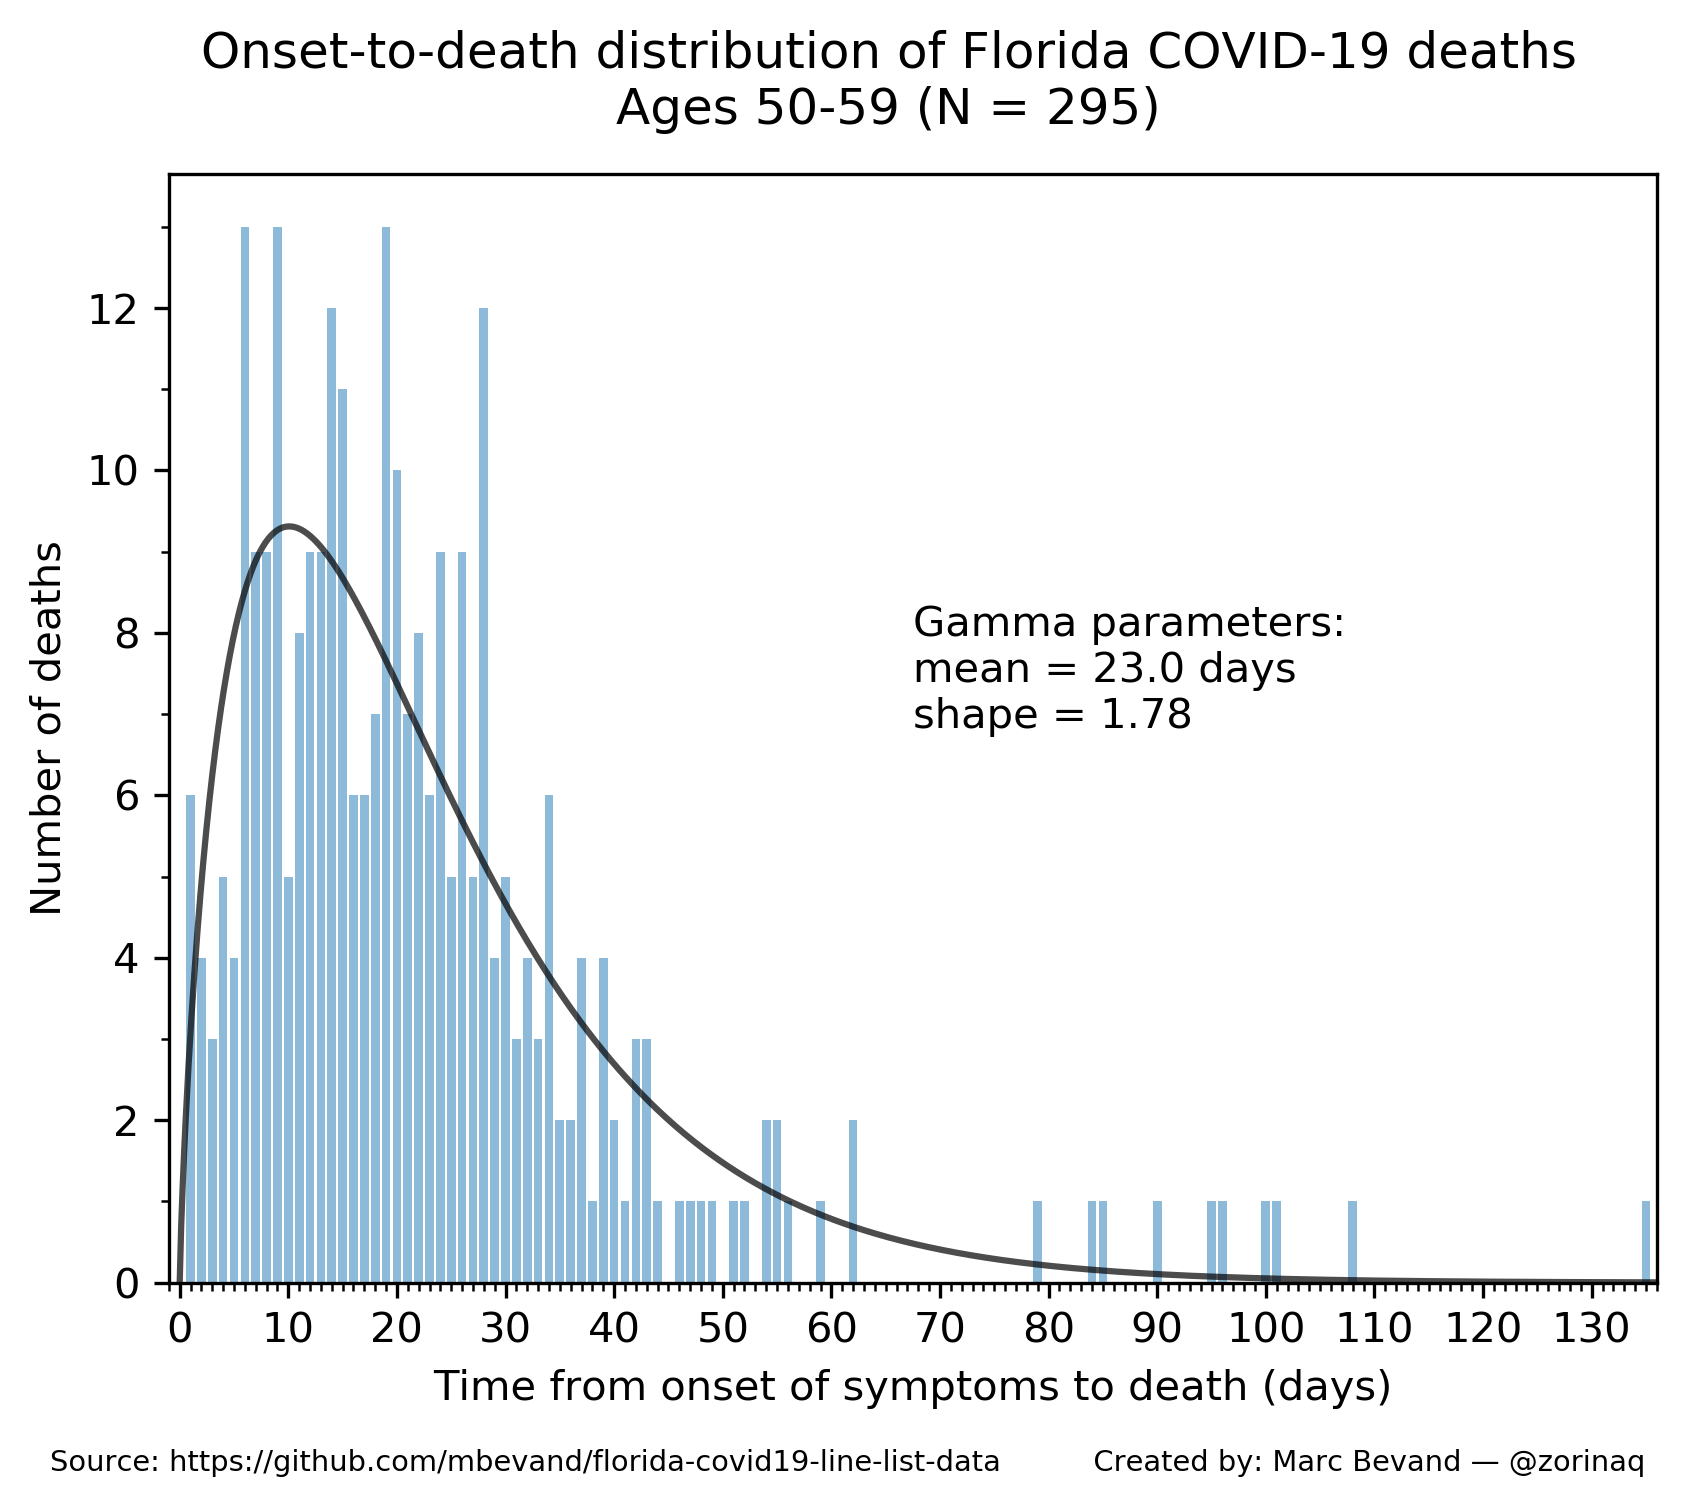 Onset-to-death distribution of Florida COVID-19 deaths
Ages 50-59 (N = 295)
Number of deaths
12
10
8
6
4
2
0
Gamma parameters:
mean = 23.0 days
shape = 1.78
0 10 20 30 40 50 60 70 80 90 100 110 120 130
Time from onset of symptoms to death (days)
Source: https://github.com/mbevand/florida-covid19-line-list-data
Created by: Marc Bevand — @zorinaq